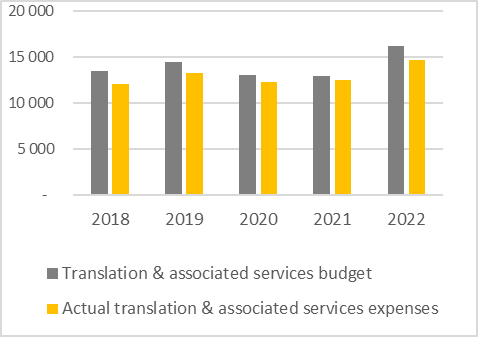 20 000
15 000
10 000
5 000
-
2018 2019 2020 2021 2022
Translation & associated services budget
Actual translation & associated services expenses